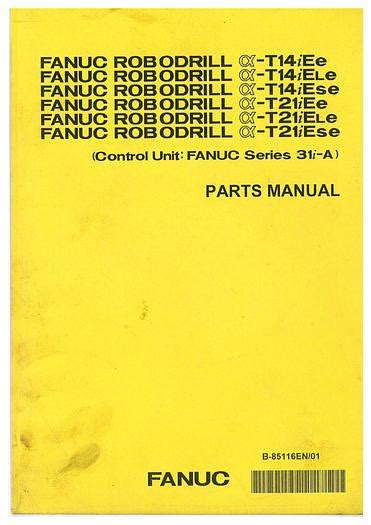 FANUC ROBODRILL α-T14iEe
FANUC ROBODRILL α-T14iELe
FANUC ROBODRILL α-T14iEse
FANUC ROBODRILL α-T21iEe
FANUC ROBODRILL α-T21iELe
FANUC ROBODRILL α-T21iEse
(Control Unit: FANUC Series 31i-A)
PARTS MANUAL
B-85116EN/01
FANUC